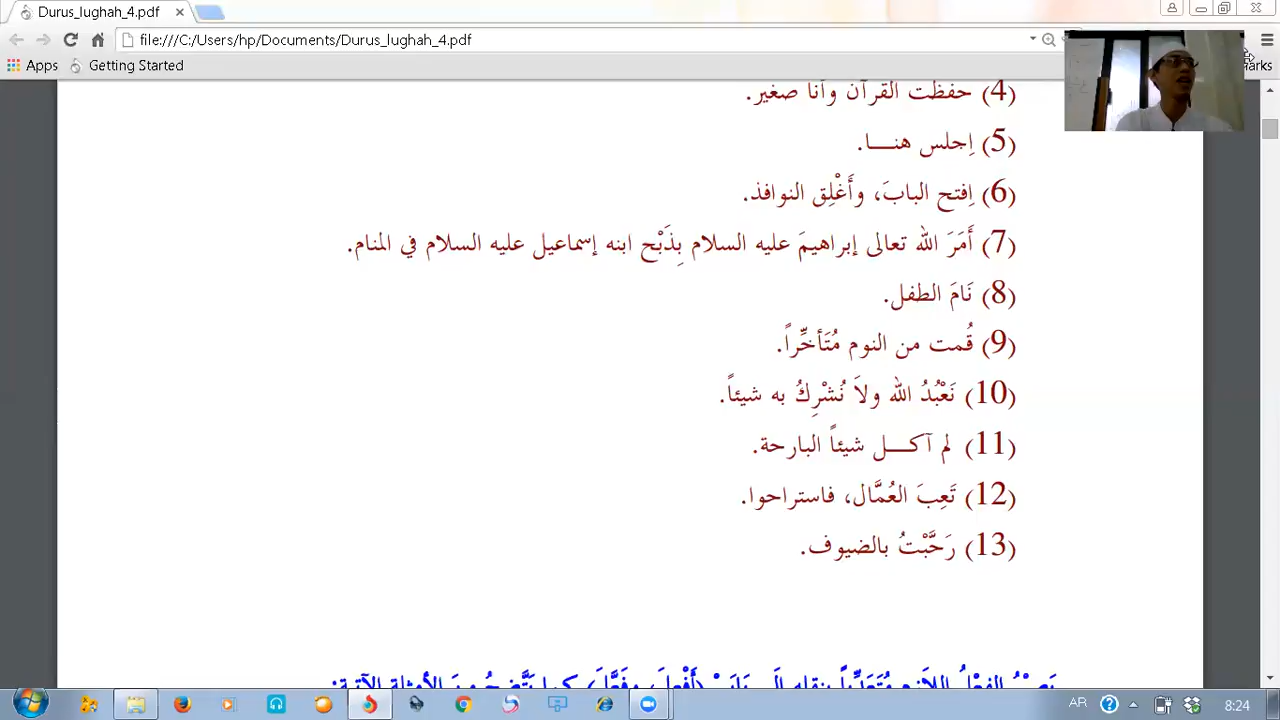 Durus_lughah_4.pdf
file:///C:/Users/hp/Documents/Durus_lughah_4.pdf
Apps Getting Started
(4) حفظت القرآن وأنا صغير.
(5) اِجلس هنـــا.
(6) اِفتح البابَ، وأَغْلِق النوافذ.
(7) أَمَرَ الله تعالى إبراهيمَ عليه السلام بِذَبْح ابنه إسماعيل عليه السلام في المنام.
(8) نَامَ الطفل.
(9) قُمت من النوم مُتَأخِّراً.
(10) نَعْبُدُ الله ولاَ نُشْرِكُ به شيئاً.
(11) لم آكـــل شيئاً البارحة.
(12) تَعِبَ العُمَّال، فاستراحوا.
(13) رَحَّبْتُ بالضيوف.
AR 8:24